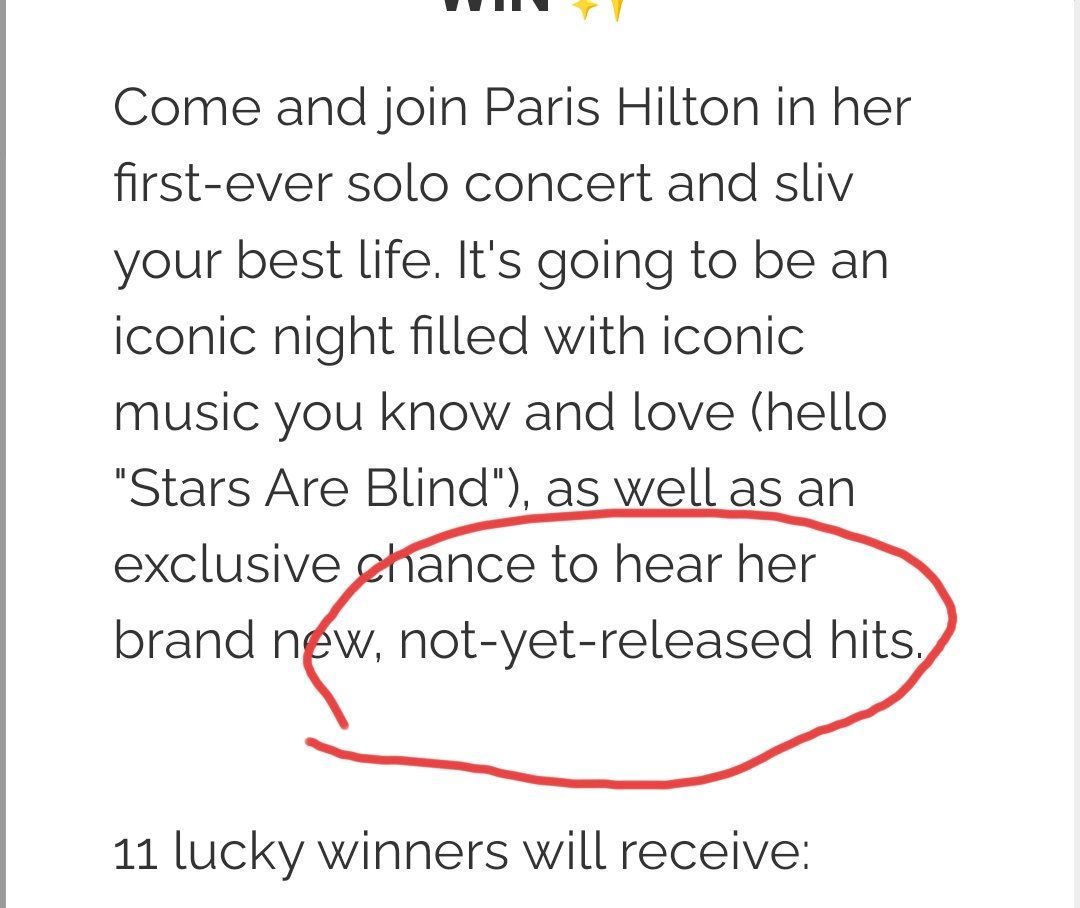 WIN ✨
Come and join Paris Hilton in her
first-ever solo concert and sliv
your best life. It's going to be an
iconic night filled with iconic
music you know and love (hello
"Stars Are Blind"), as well as an
exclusive chance to hear her
brand new, not-yet-released hits.
11 lucky winners will receive: